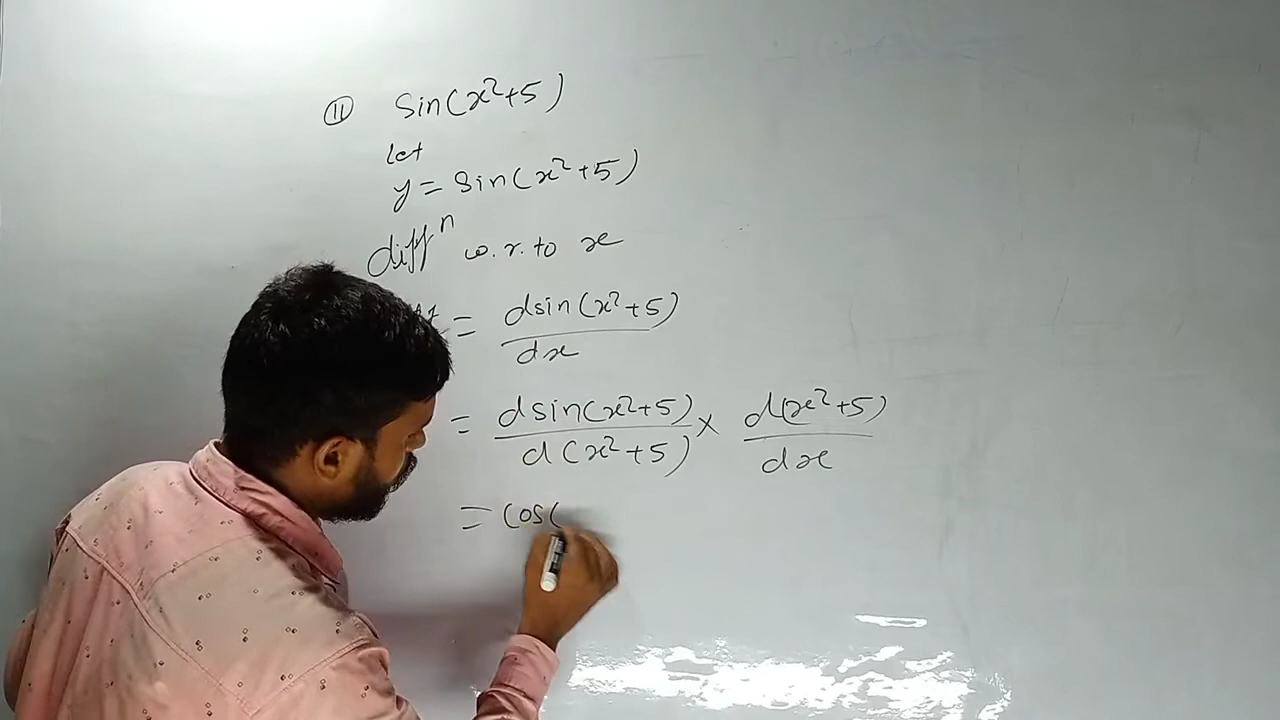 ⑪ Sin(x²+5)
let
y = Sin(x²+5)
diffⁿ w.r.to x
= dsin(x²+5)
dx
= dsin(x²+5) × d(x²+5)
d(x²+5) dx
= cos(